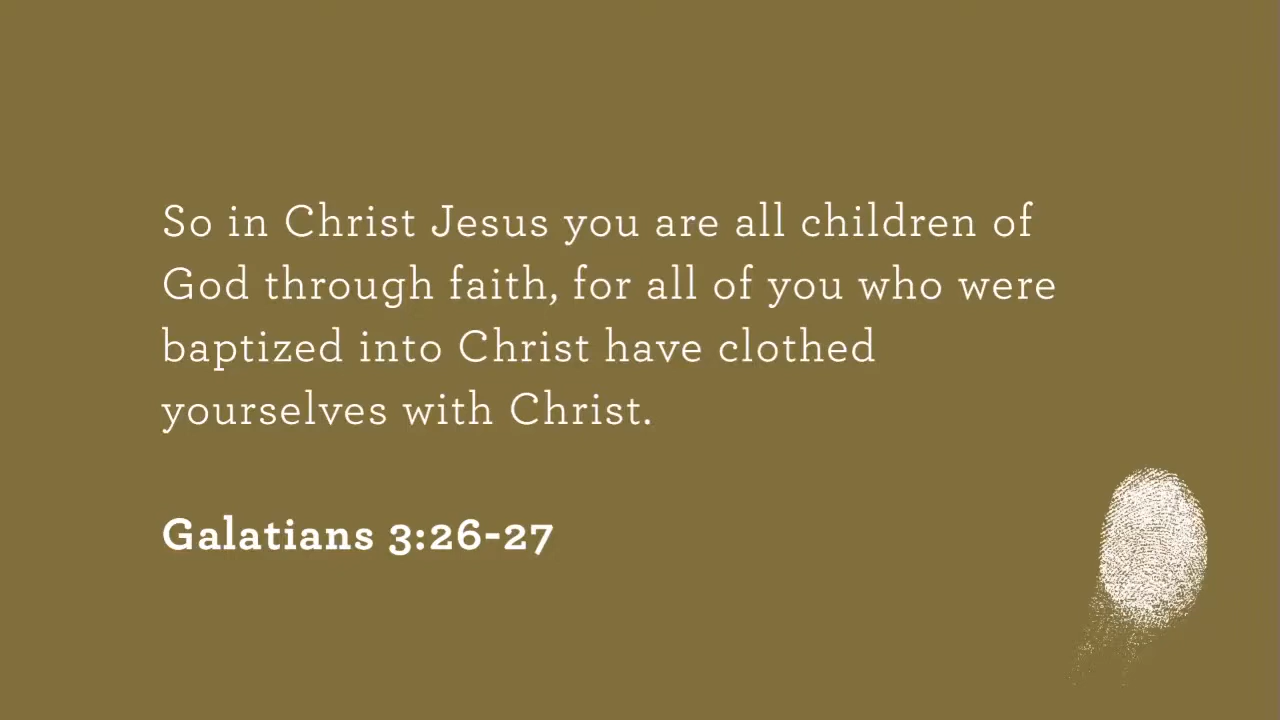 So in Christ Jesus you are all children of
God through faith, for all of you who were
baptized into Christ have clothed
yourselves with Christ.
Galatians 3:26-27